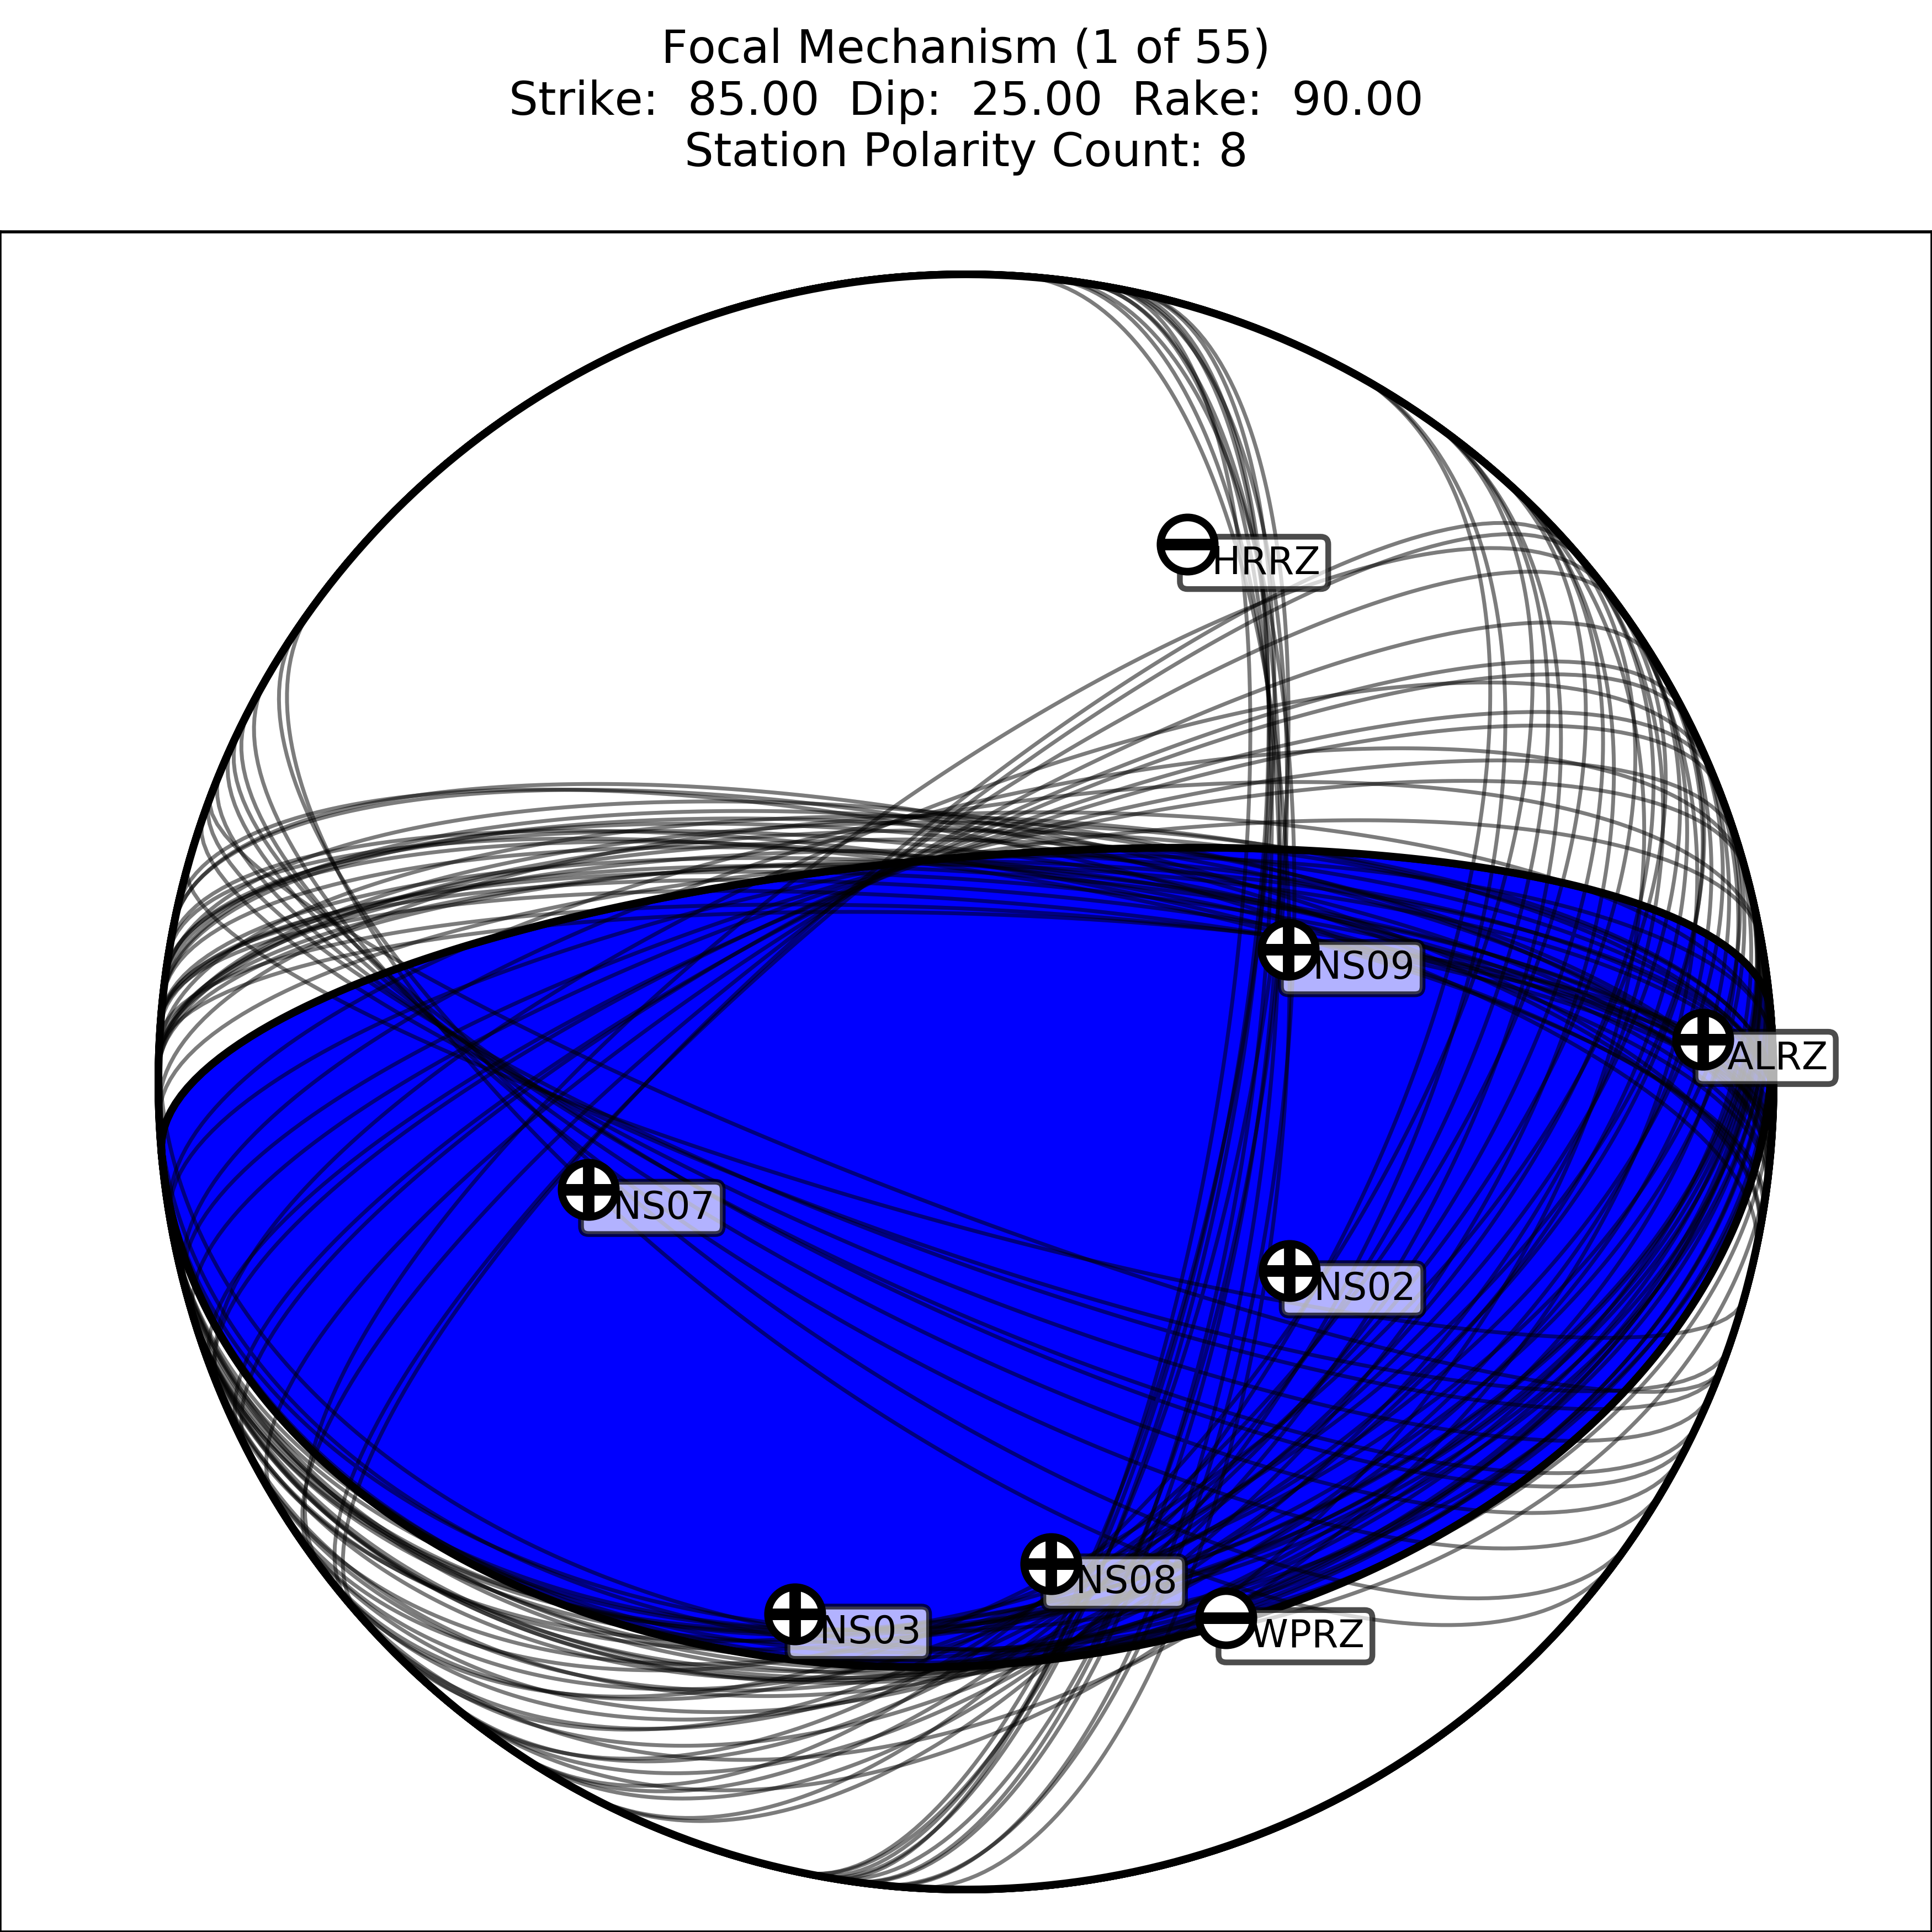 Focal Mechanism (1 of 55)
Strike:  85.00  Dip:  25.00  Rake:  90.00
Station Polarity Count: 8
HRRZ
NS09
ALRZ
NS07
NS02
NS08
NS03
WPRZ